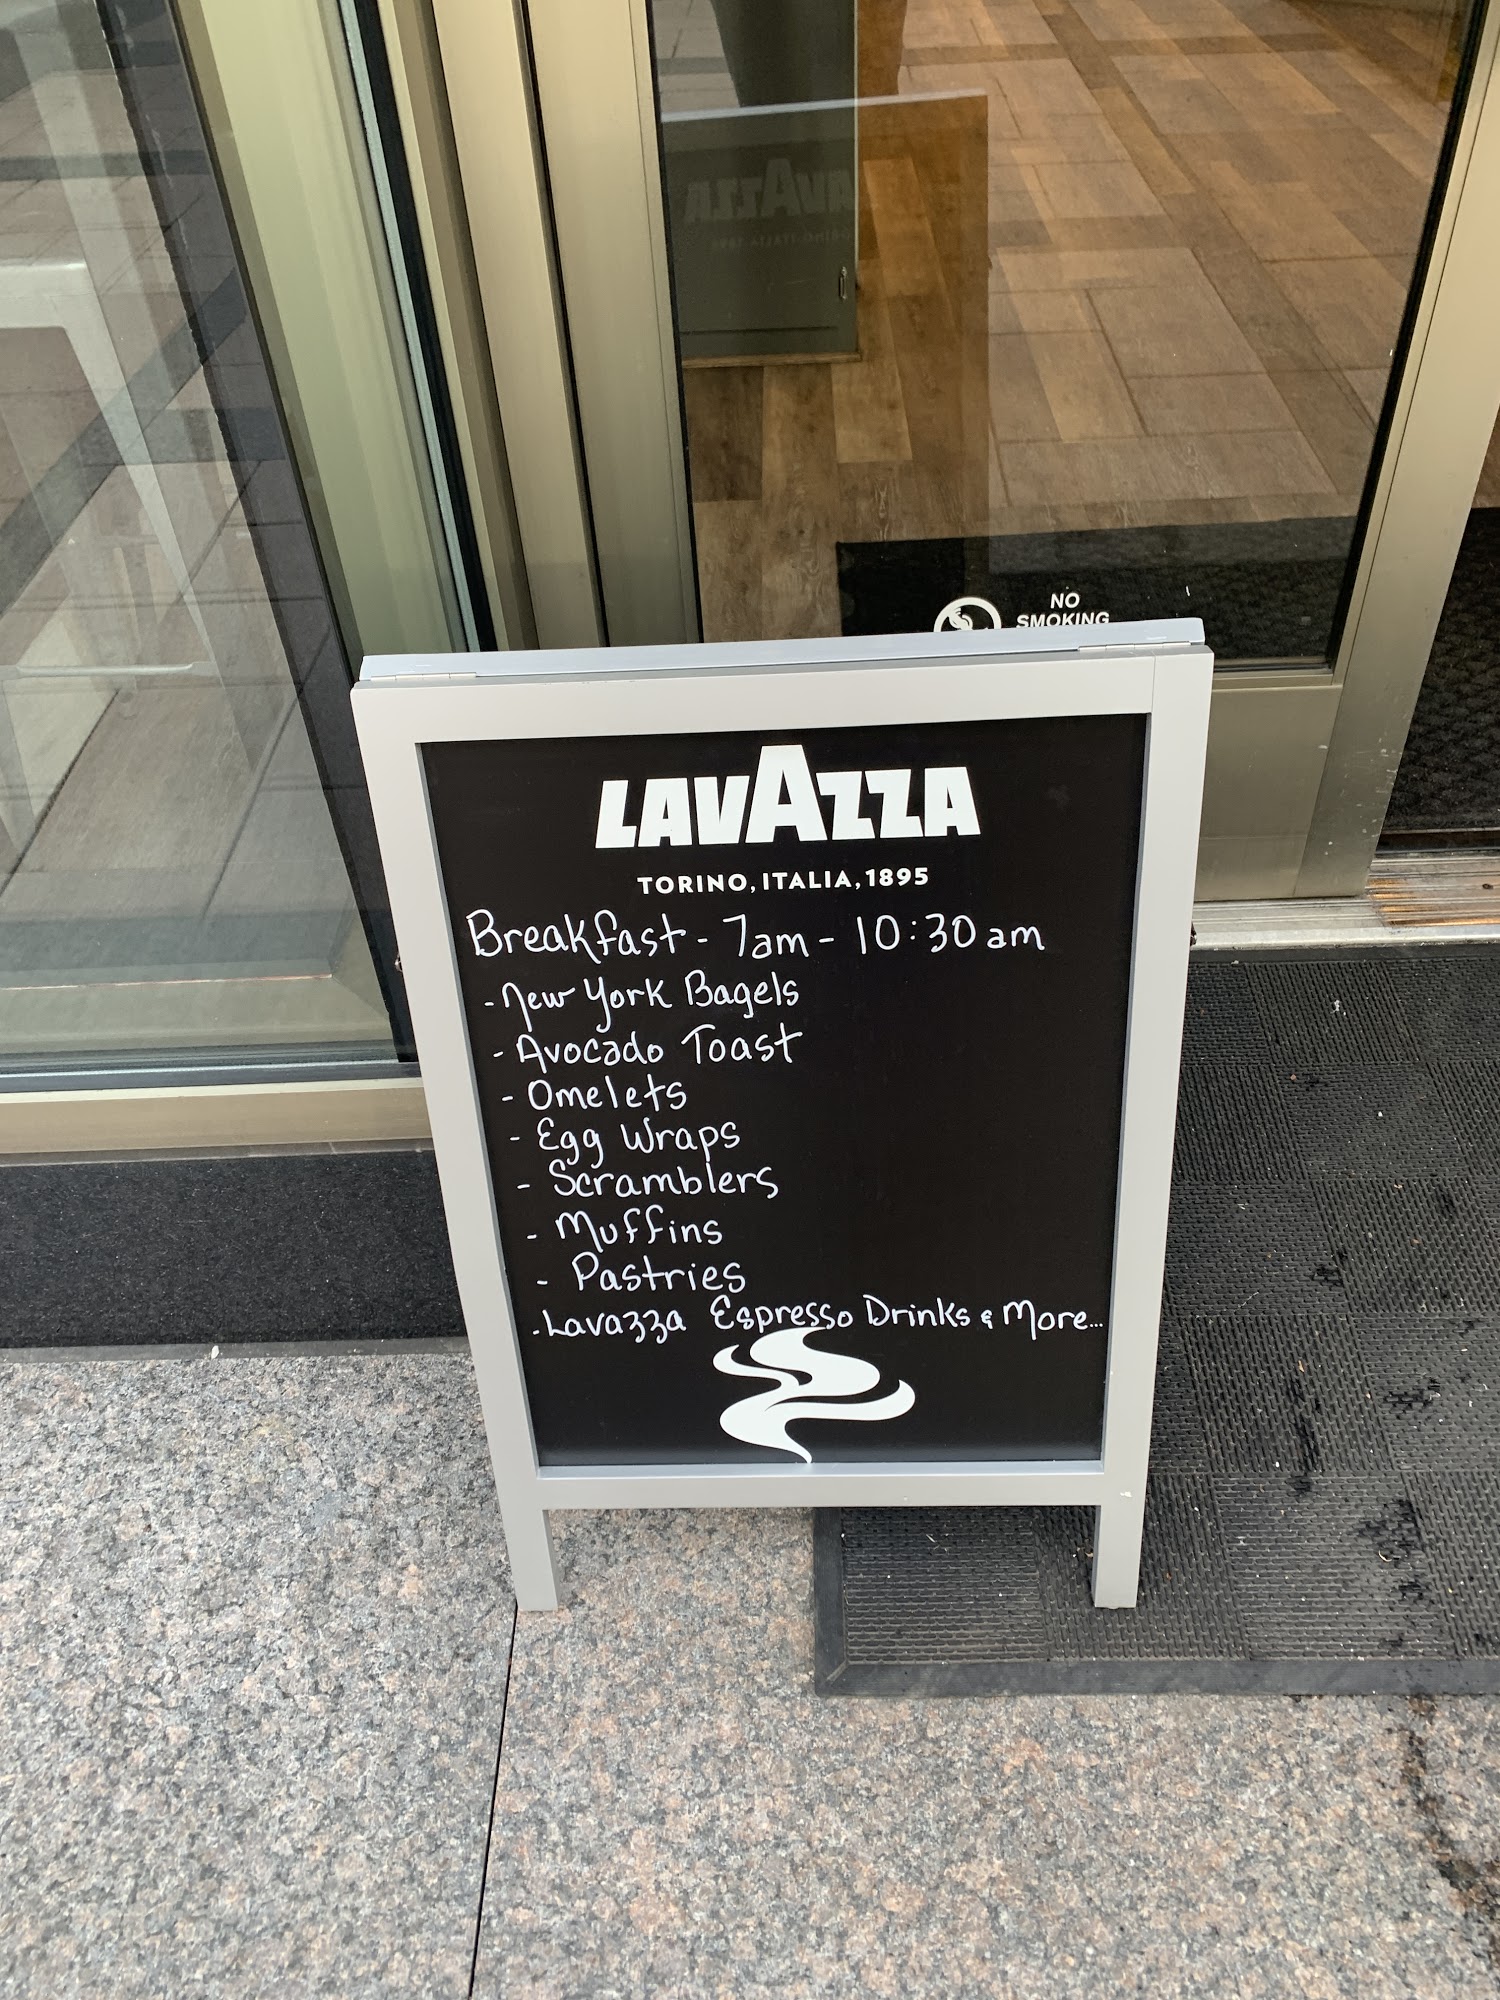 NO
SMOKING
LAVAZZA
TORINO, ITALIA, 1895
Breakfast - 7am - 10:30 am
- New York Bagels
- Avocado Toast
- Omelets
- Egg Wraps
- Scramblers
- Muffins
- Pastries
- Lavazza Espresso Drinks & More...